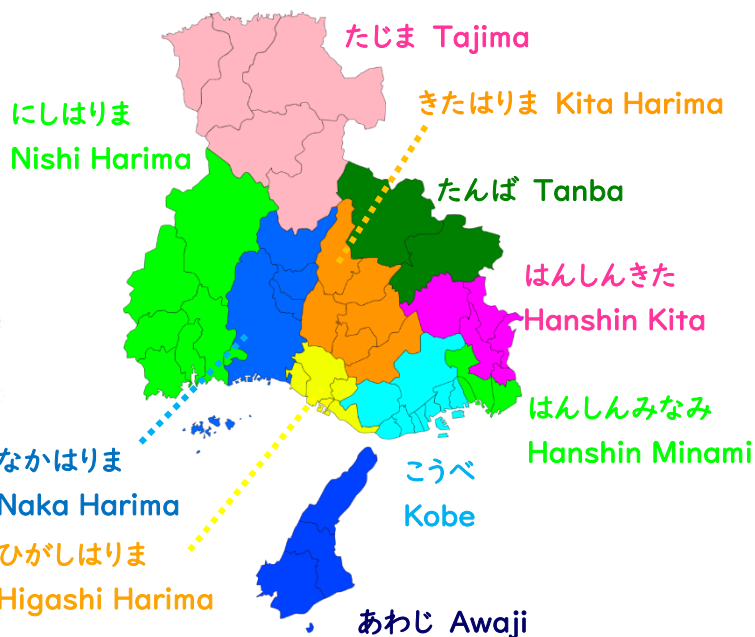 たじま Tajima
きたはりま Kita Harima
にしはりま
Nishi Harima
たんば Tanba
はんしんきた
Hanshin Kita
はんしんみなみ
Hanshin Minami
なかはりま
Naka Harima
こうべ
Kobe
ひがしはりま
Higashi Harima
あわじ Awaji